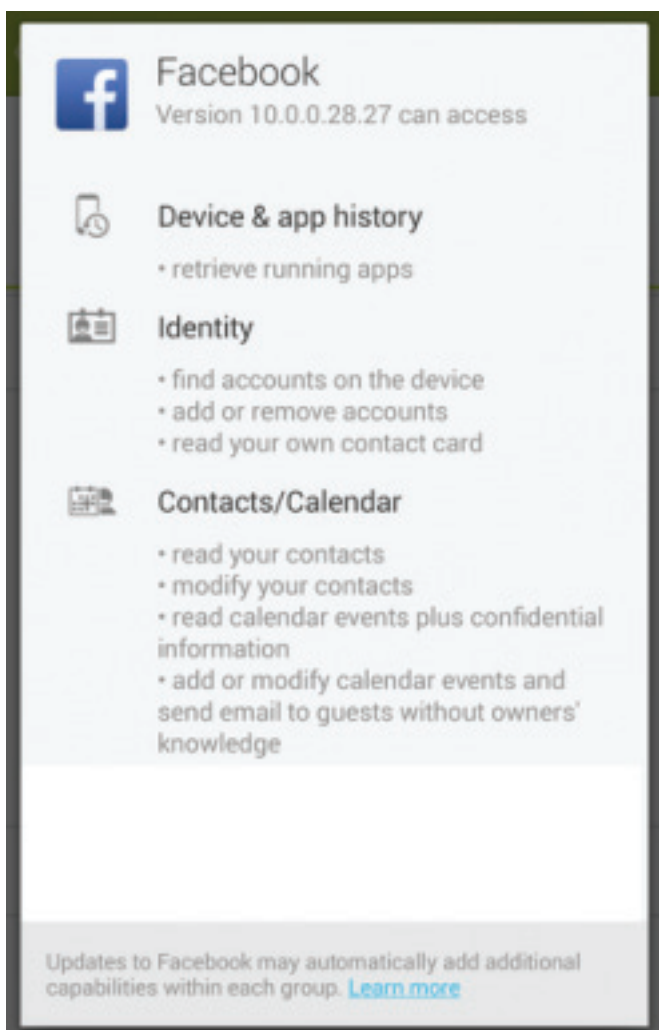 Facebook
Version 10.0.0.28.27 can access
Device & app history
• retrieve running apps
Identity
• find accounts on the device
• add or remove accounts
• read your own contact card
Contacts/Calendar
• read your contacts
• modify your contacts
• read calendar events plus confidential
information
• add or modify calendar events and
send email to guests without owners'
knowledge
Updates to Facebook may automatically add additional
capabilities within each group. Learn more